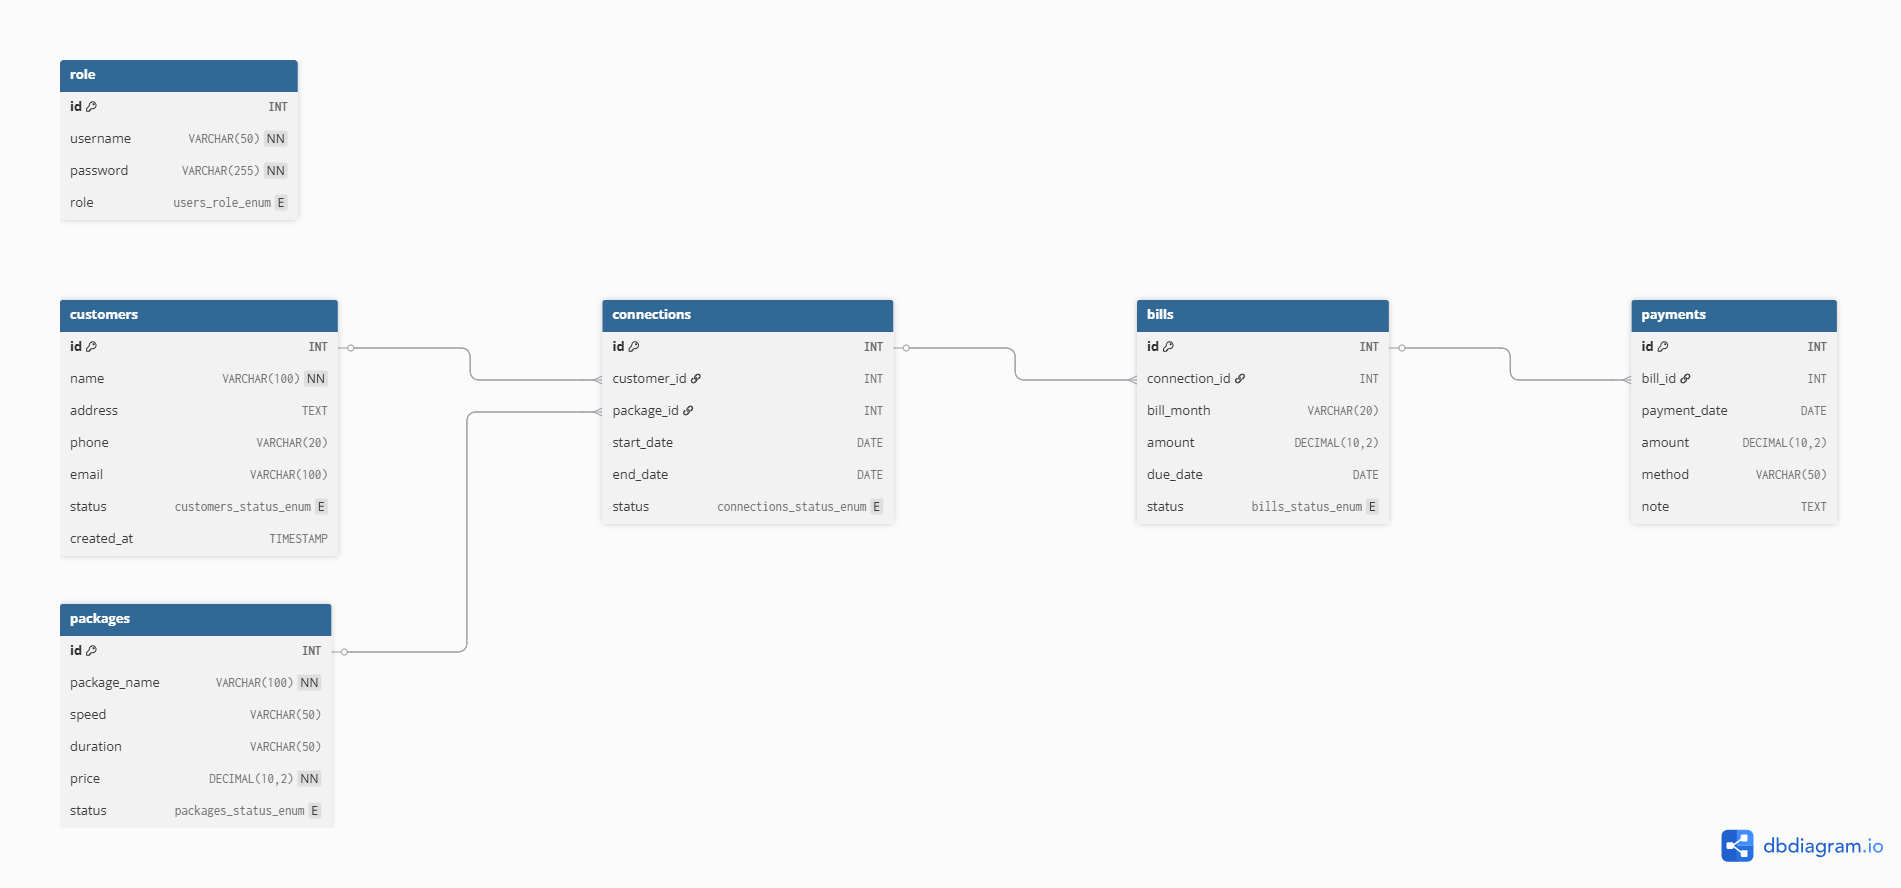 role
id INT
username VARCHAR(50) NN
password VARCHAR(255) NN
role users_role_enum E
customers
id INT
name VARCHAR(100) NN
address TEXT
phone VARCHAR(20)
email VARCHAR(100)
status customers_status_enum E
created_at TIMESTAMP
connections
id INT
customer_id INT
package_id INT
start_date DATE
end_date DATE
status connections_status_enum E
bills
id INT
connection_id INT
bill_month VARCHAR(20)
amount DECIMAL(10,2)
due_date DATE
status bills_status_enum E
payments
id INT
bill_id INT
payment_date DATE
amount DECIMAL(10,2)
method VARCHAR(50)
note TEXT
packages
id INT
package_name VARCHAR(100) NN
speed VARCHAR(50)
duration VARCHAR(50)
price DECIMAL(10,2) NN
status packages_status_enum E
dbdiagram.io